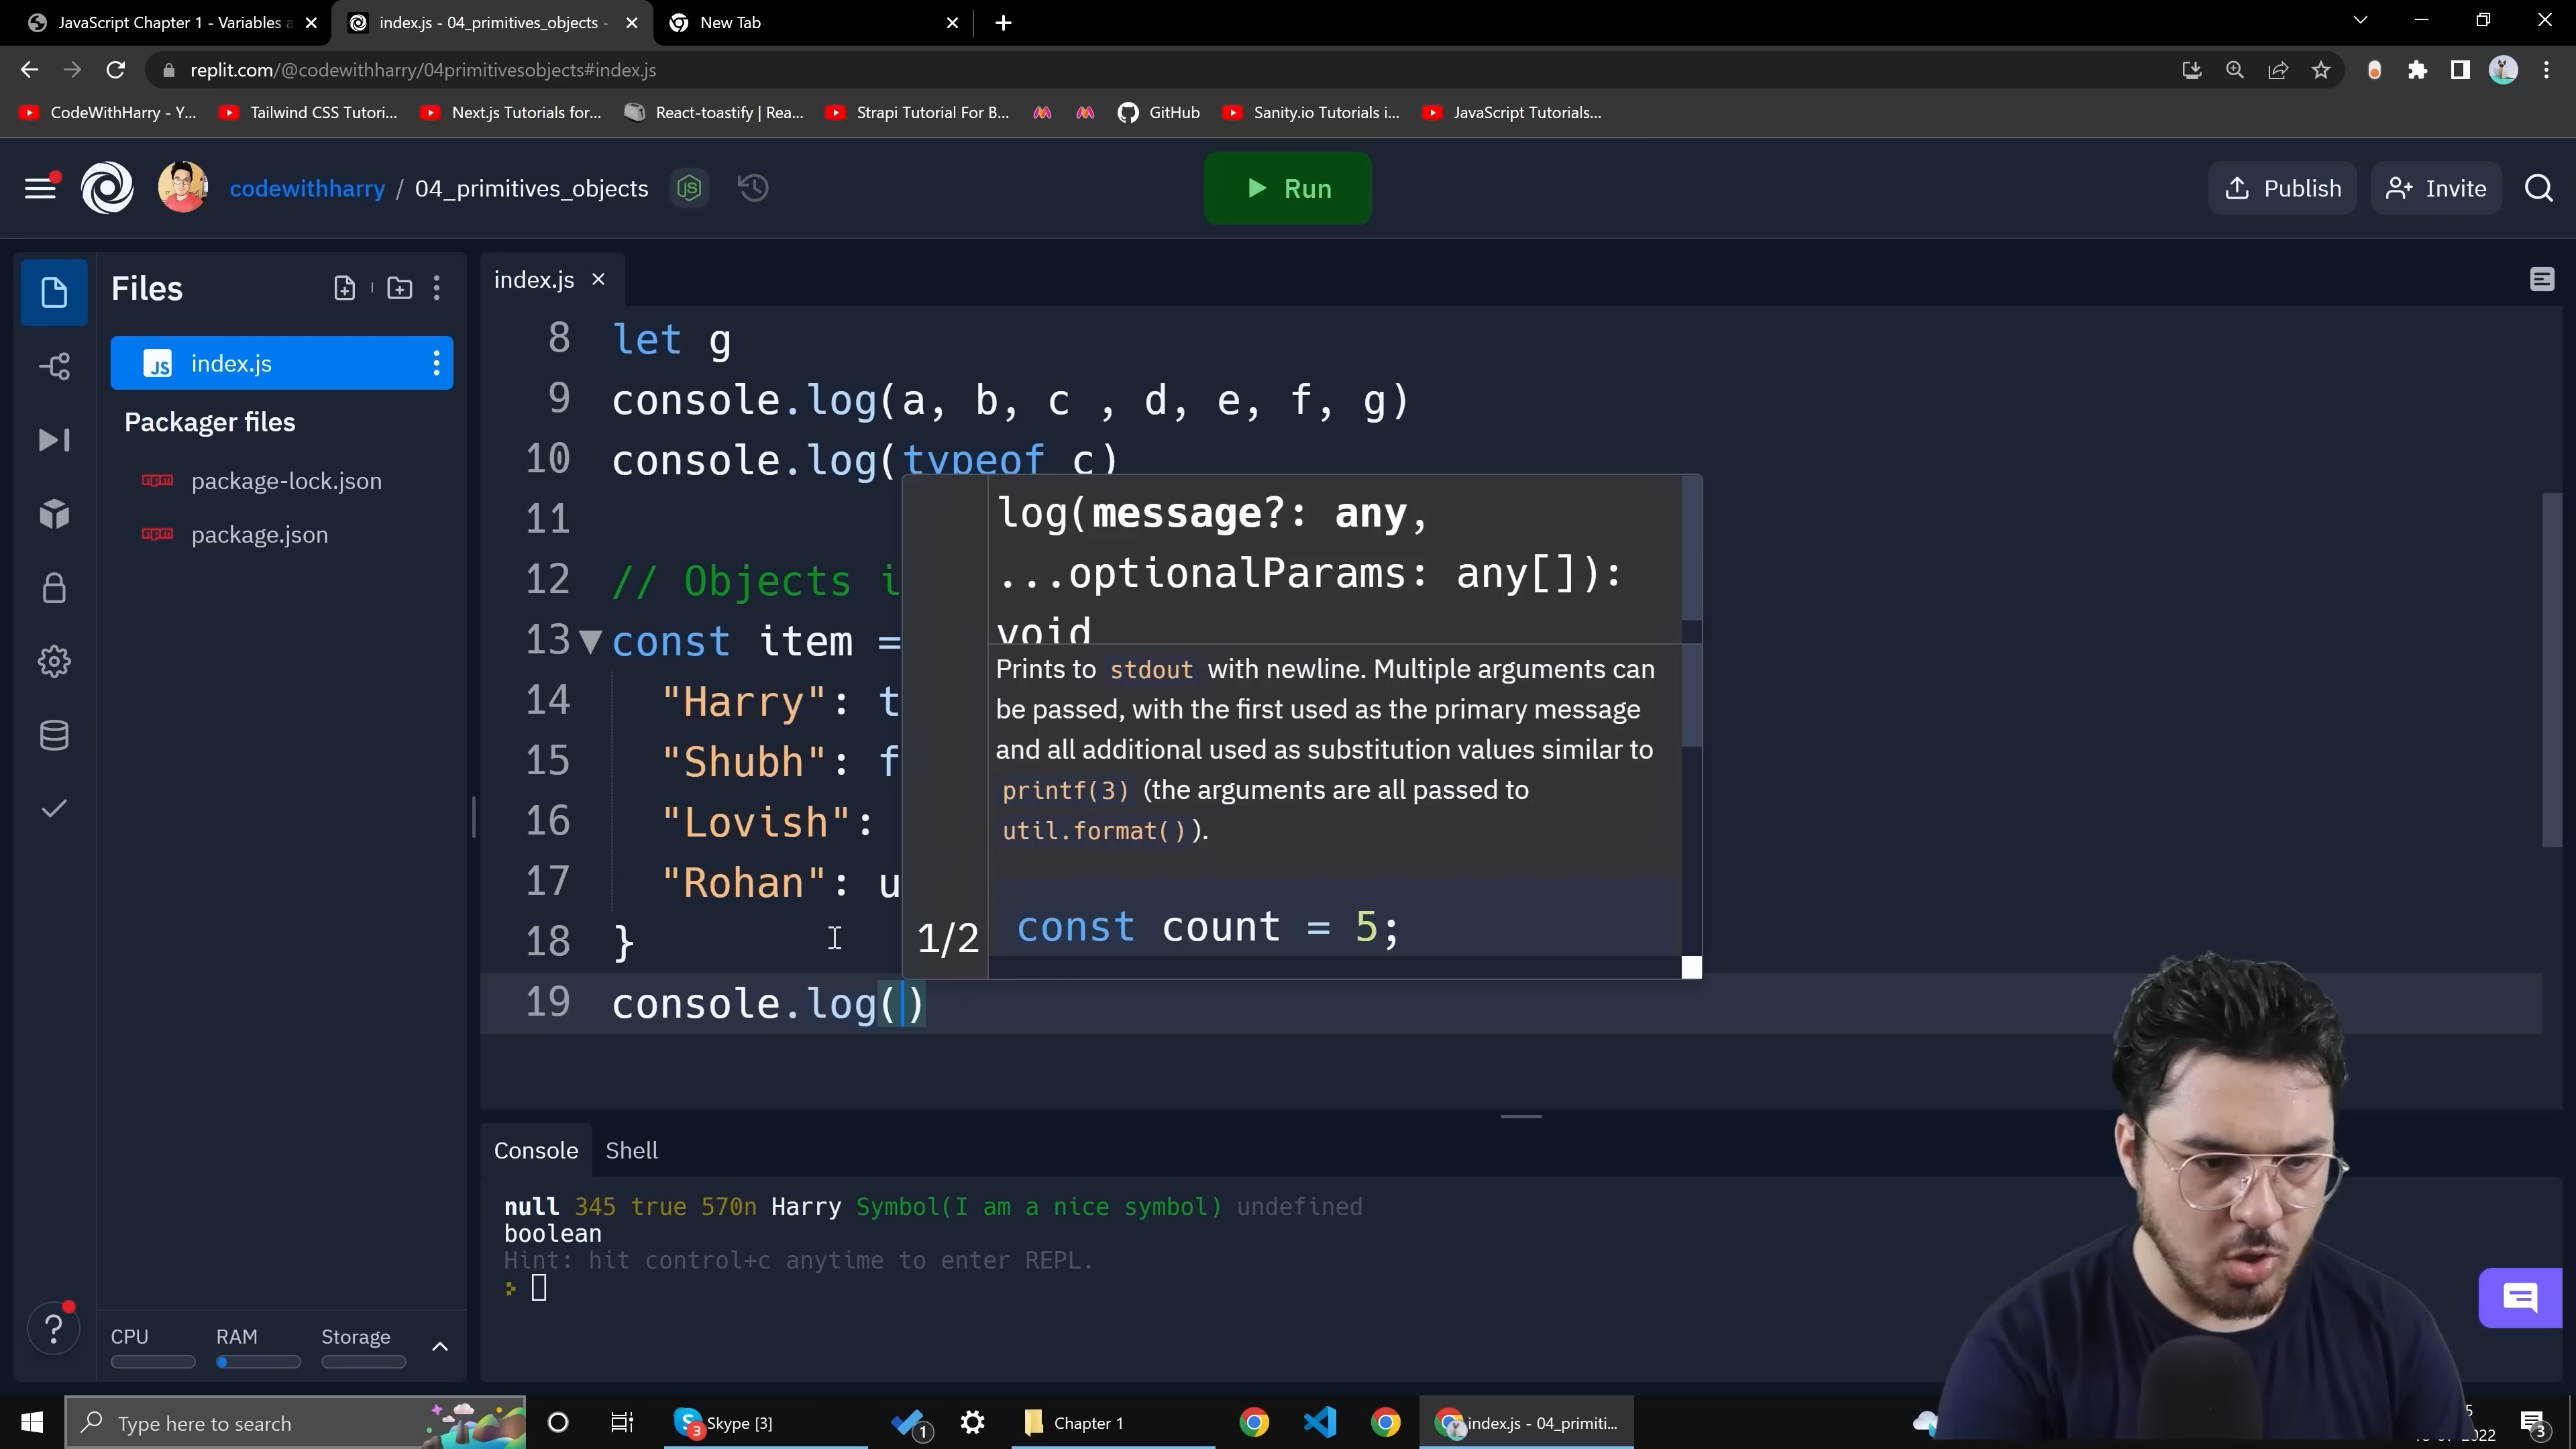 JavaScript Chapter 1 - Variables a
index.js - 04_primitives_objects -
New Tab
replit.com/@codewithharry/04primitivesobjects#index.js
CodeWithHarry - Y...
Tailwind CSS Tutori...
Next.js Tutorials for...
React-toastify | Rea...
Strapi Tutorial For B...
GitHub
Sanity.io Tutorials i...
JavaScript Tutorials...
codewithharry / 04_primitives_objects
JS
Run
Publish
Invite
Files
JS index.js
Packager files
npm package-lock.json
npm package.json
index.js
8 let g
9 console.log(a, b, c , d, e, f, g)
10 console.log(typeof c)
11
12 // Objects i
13 const item =
14 "Harry": t
15 "Shubh": f
16 "Lovish":
17 "Rohan": u
18 }
19 console.log()
log(message?: any,
...optionalParams: any[]):
void
Prints to stdout with newline. Multiple arguments can
be passed, with the first used as the primary message
and all additional used as substitution values similar to
printf(3) (the arguments are all passed to
util.format()).
const count = 5;
1/2
Console
Shell
null 345 true 570n Harry Symbol(I am a nice symbol) undefined
boolean
Hint: hit control+c anytime to enter REPL.
?
CPU
RAM
Storage
Type here to search
Skype [3]
3
1
Chapter 1
index.js - 04_primiti...
3